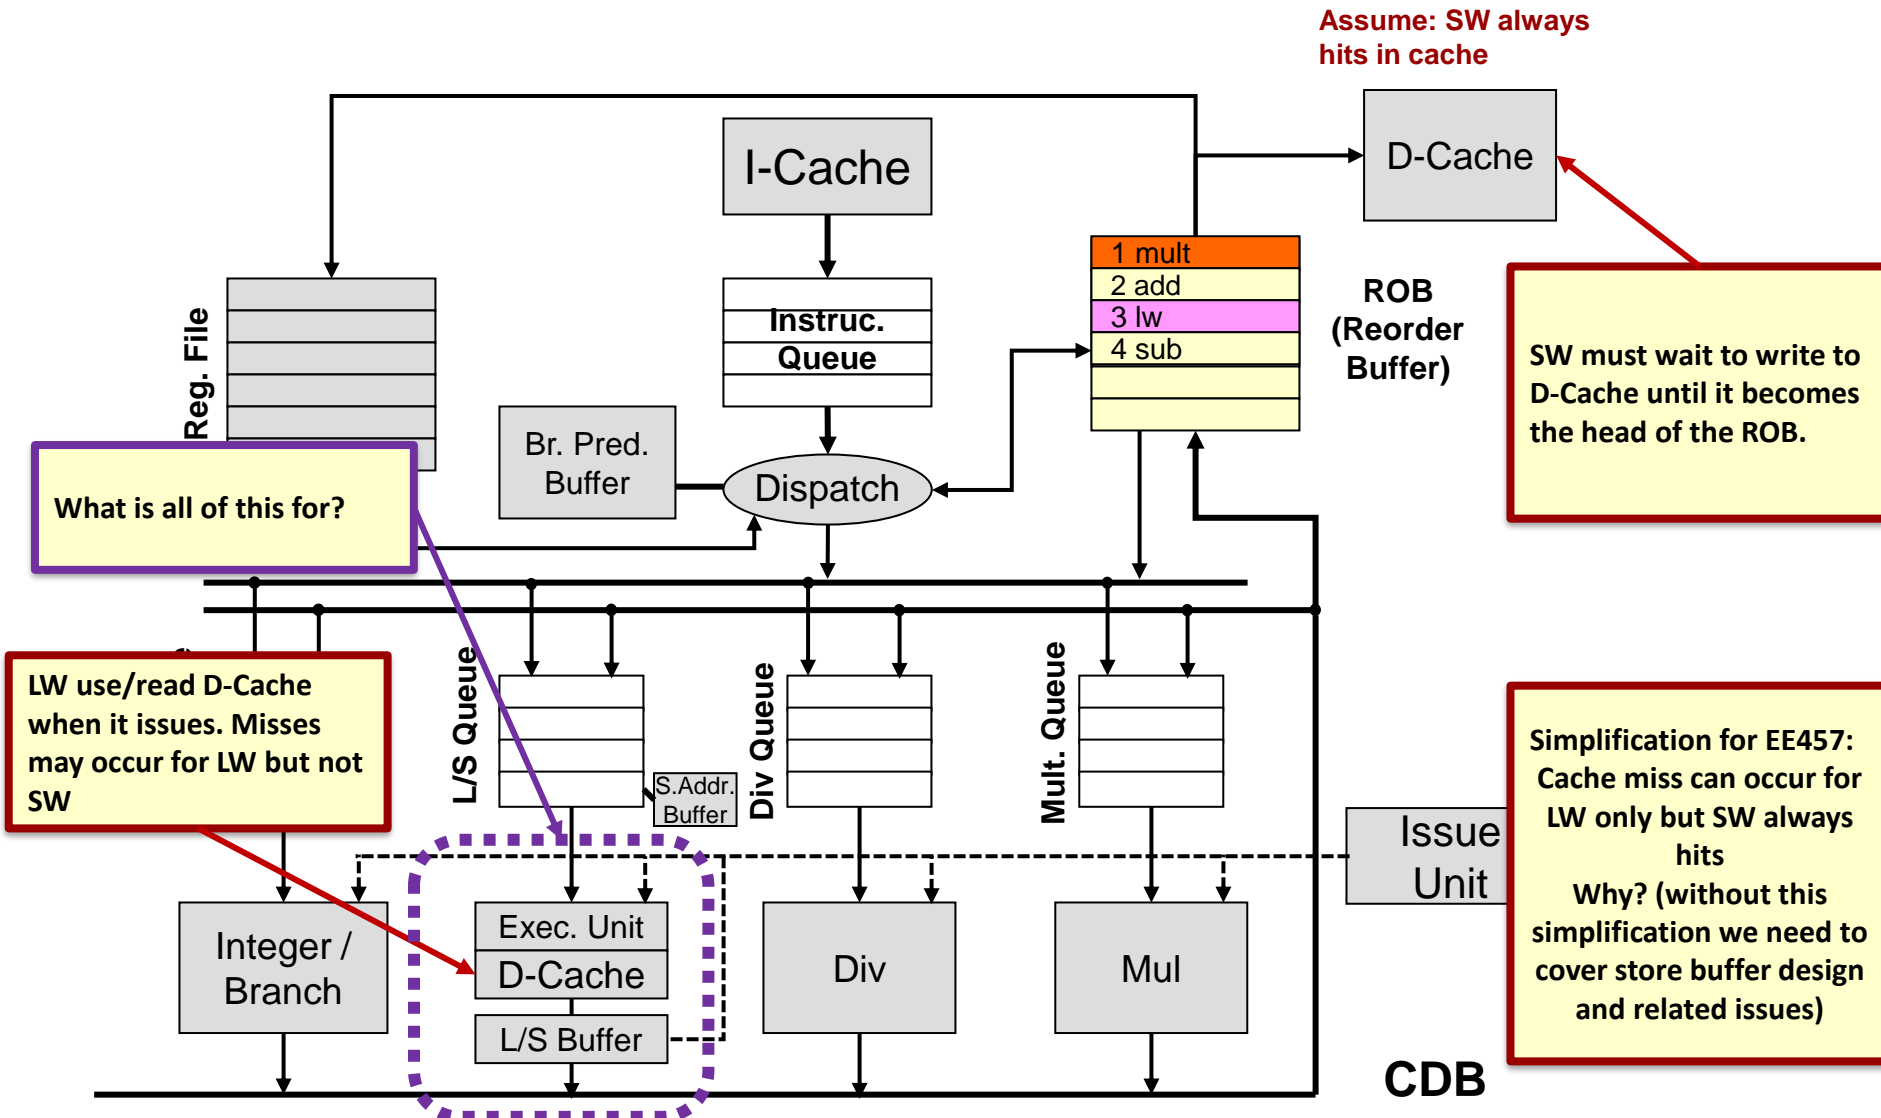 Assume: SW always
hits in cache
I-Cache
D-Cache
Reg. File
Instruc.
Queue
1 mult
2 add
3 lw
4 sub
ROB
(Reorder
Buffer)
SW must wait to write to
D-Cache until it becomes
the head of the ROB.
What is all of this for?
Br. Pred.
Buffer
Dispatch
LW use/read D-Cache
when it issues. Misses
may occur for LW but not
SW
L/S Queue
S.Addr.
Buffer
Div Queue
Mult. Queue
Issue
Unit
Simplification for EE457:
Cache miss can occur for
LW only but SW always
hits
Why? (without this
simplification we need to
cover store buffer design
and related issues)
Integer /
Branch
Exec. Unit
D-Cache
L/S Buffer
Div
Mul
CDB